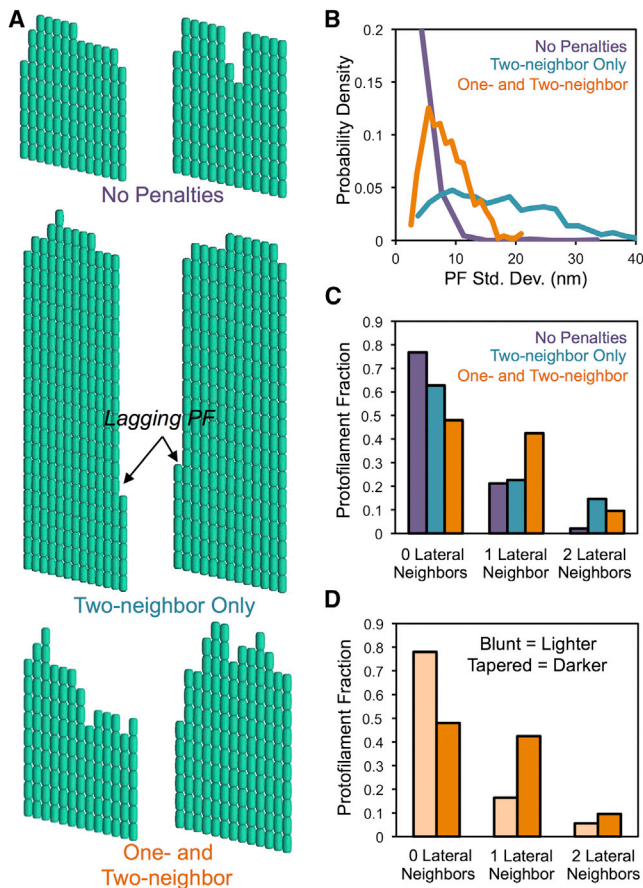 A
No Penalties
Lagging PF
Two-neighbor Only
One- and
Two-neighbor
B
0.2
0.15
0.1
0.05
0
Probability Density
No Penalties
Two-neighbor Only
One- and Two-neighbor
0
10
20
30
40
PF Std. Dev. (nm)
C
0.9
0.8
0.7
0.6
0.5
0.4
0.3
0.2
0.1
0
Protofilament Fraction
No Penalties
Two-neighbor Only
One- and Two-neighbor
0 Lateral
Neighbors
1 Lateral
Neighbor
2 Lateral
Neighbors
D
0.9
0.8
0.7
0.6
0.5
0.4
0.3
0.2
0.1
0
Protofilament Fraction
Blunt = Lighter
Tapered = Darker
0 Lateral
Neighbors
1 Lateral
Neighbor
2 Lateral
Neighbors